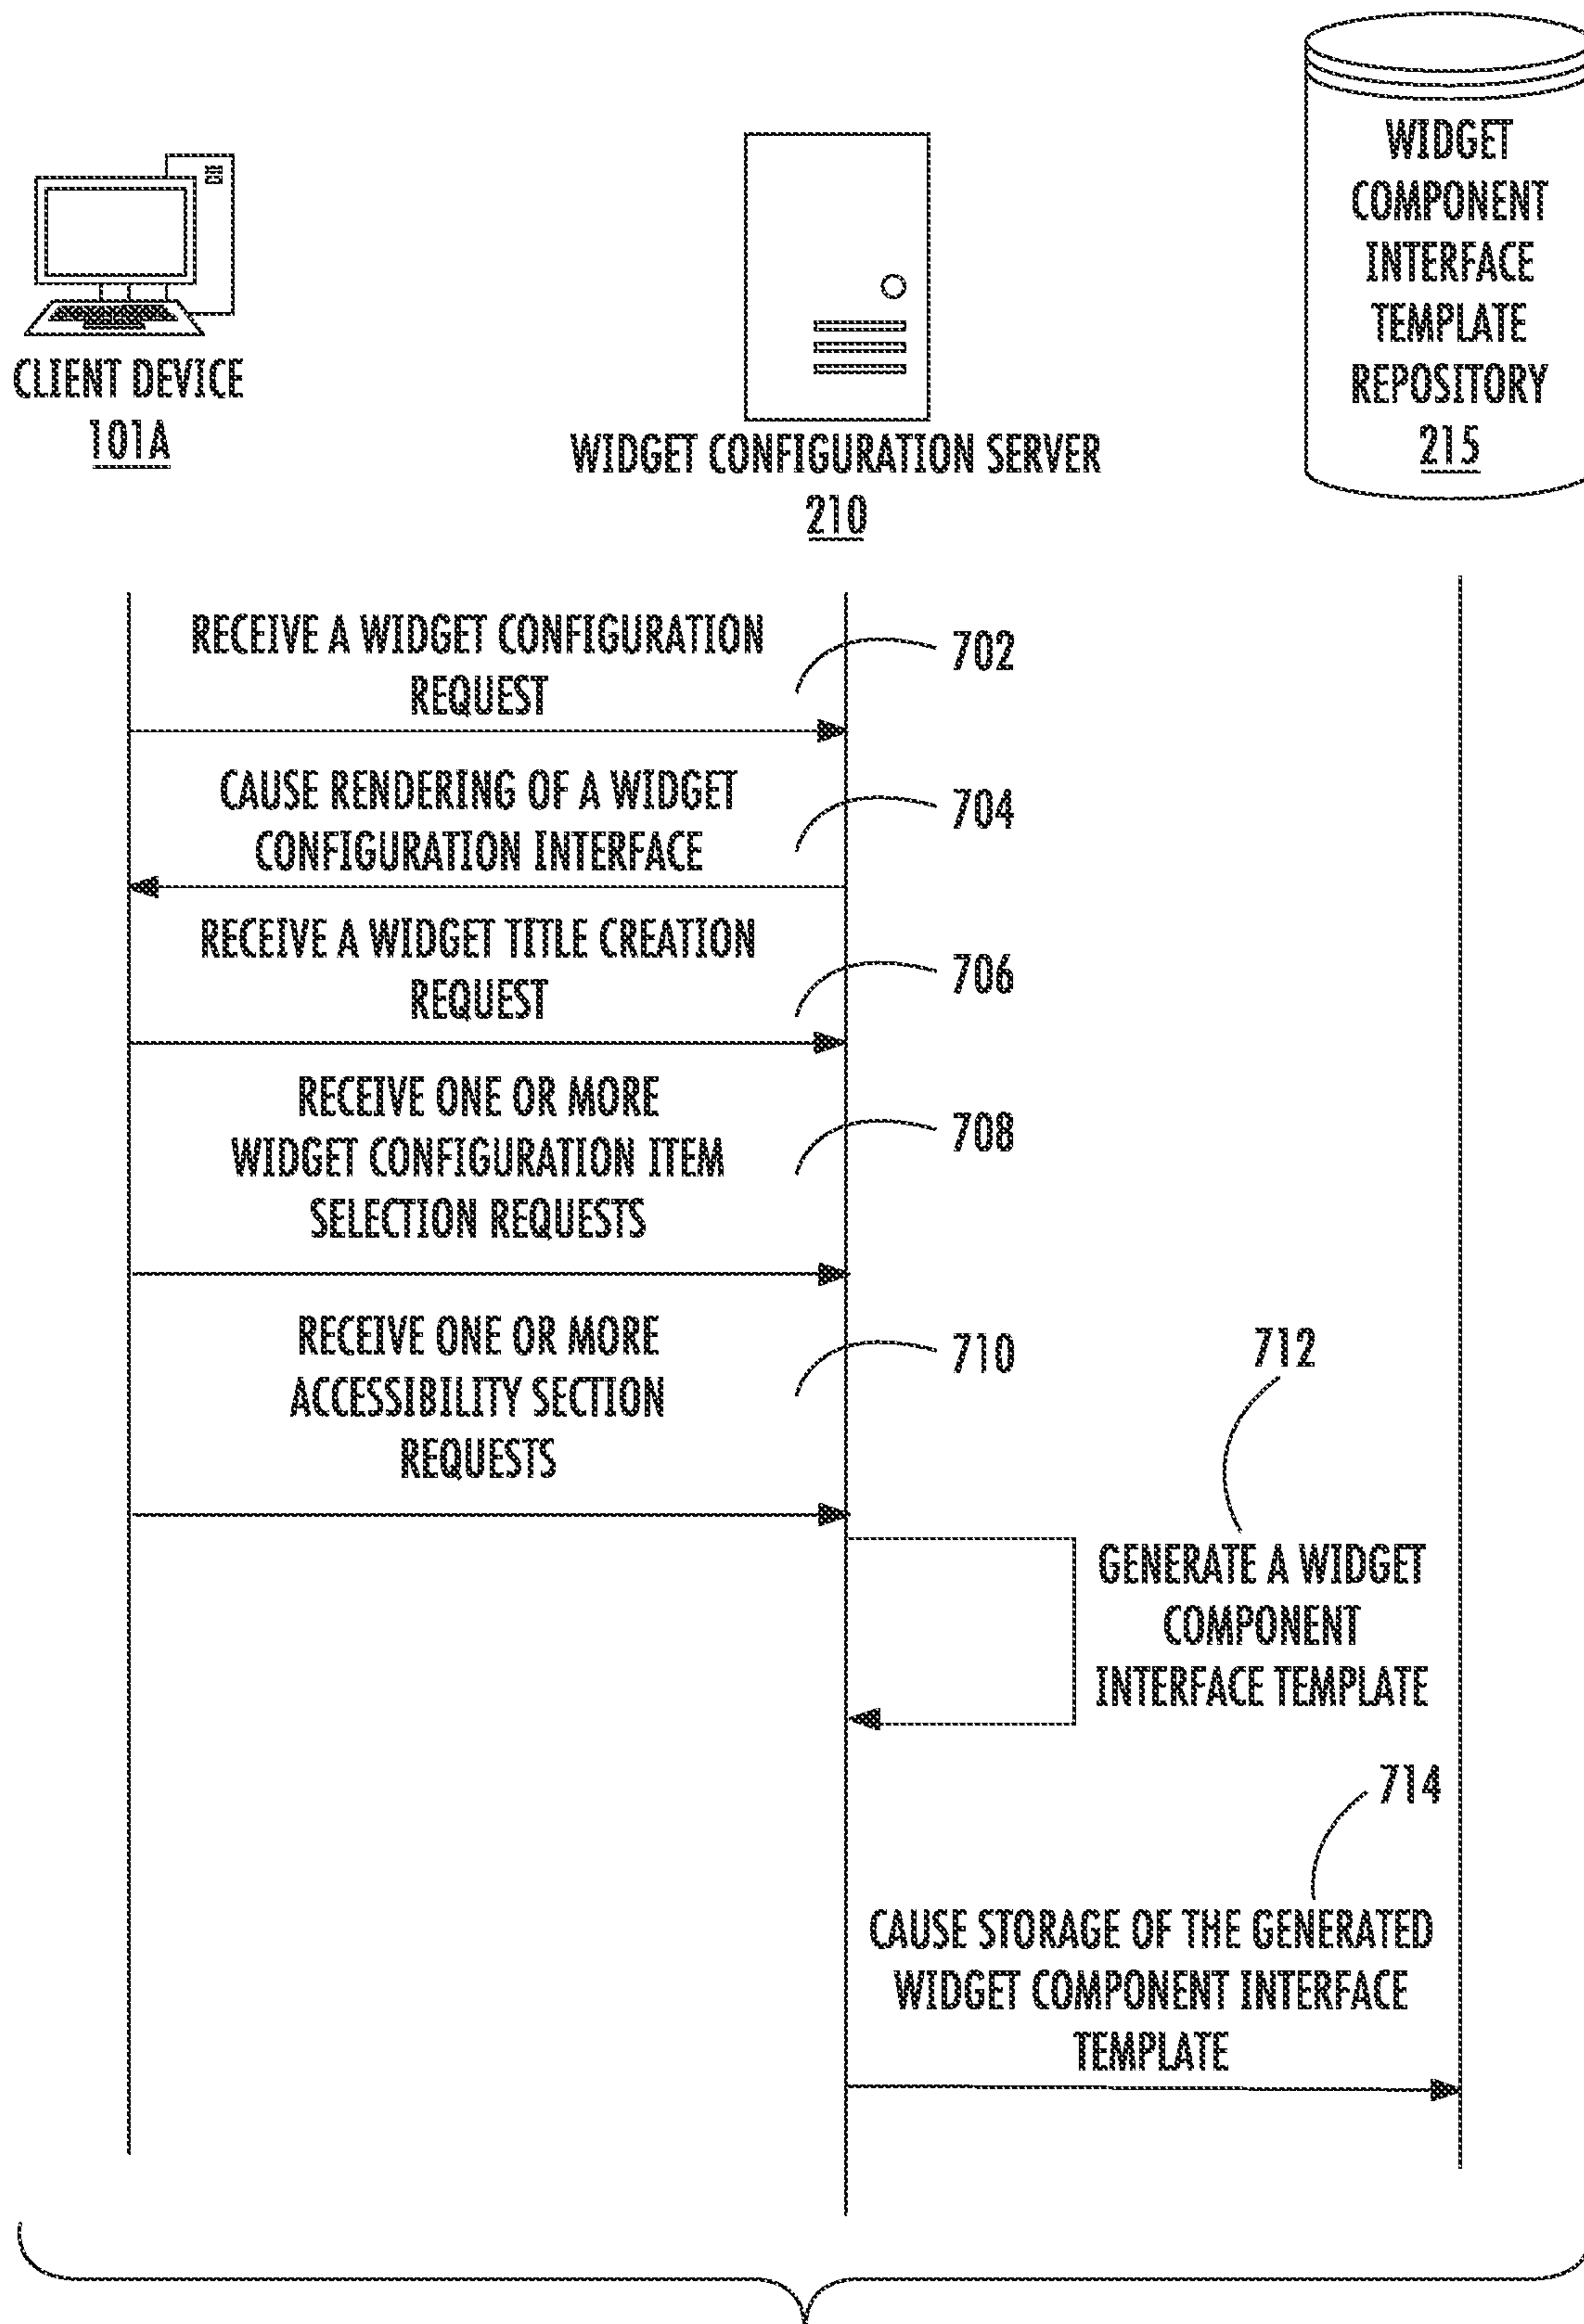 CLIENT DEVICE
101A
WIDGET CONFIGURATION SERVER
210
WIDGET
COMPONENT
INTERFACE
TEMPLATE
REPOSITORY
215
RECEIVE A WIDGET CONFIGURATION
REQUEST
702
CAUSE RENDERING OF A WIDGET
CONFIGURATION INTERFACE
704
RECEIVE A WIDGET TITLE CREATION
REQUEST
706
RECEIVE ONE OR MORE
WIDGET CONFIGURATION ITEM
SELECTION REQUESTS
708
RECEIVE ONE OR MORE
ACCESSIBILITY SECTION
REQUESTS
710
712
GENERATE A WIDGET
COMPONENT
INTERFACE TEMPLATE
714
CAUSE STORAGE OF THE GENERATED
WIDGET COMPONENT INTERFACE
TEMPLATE